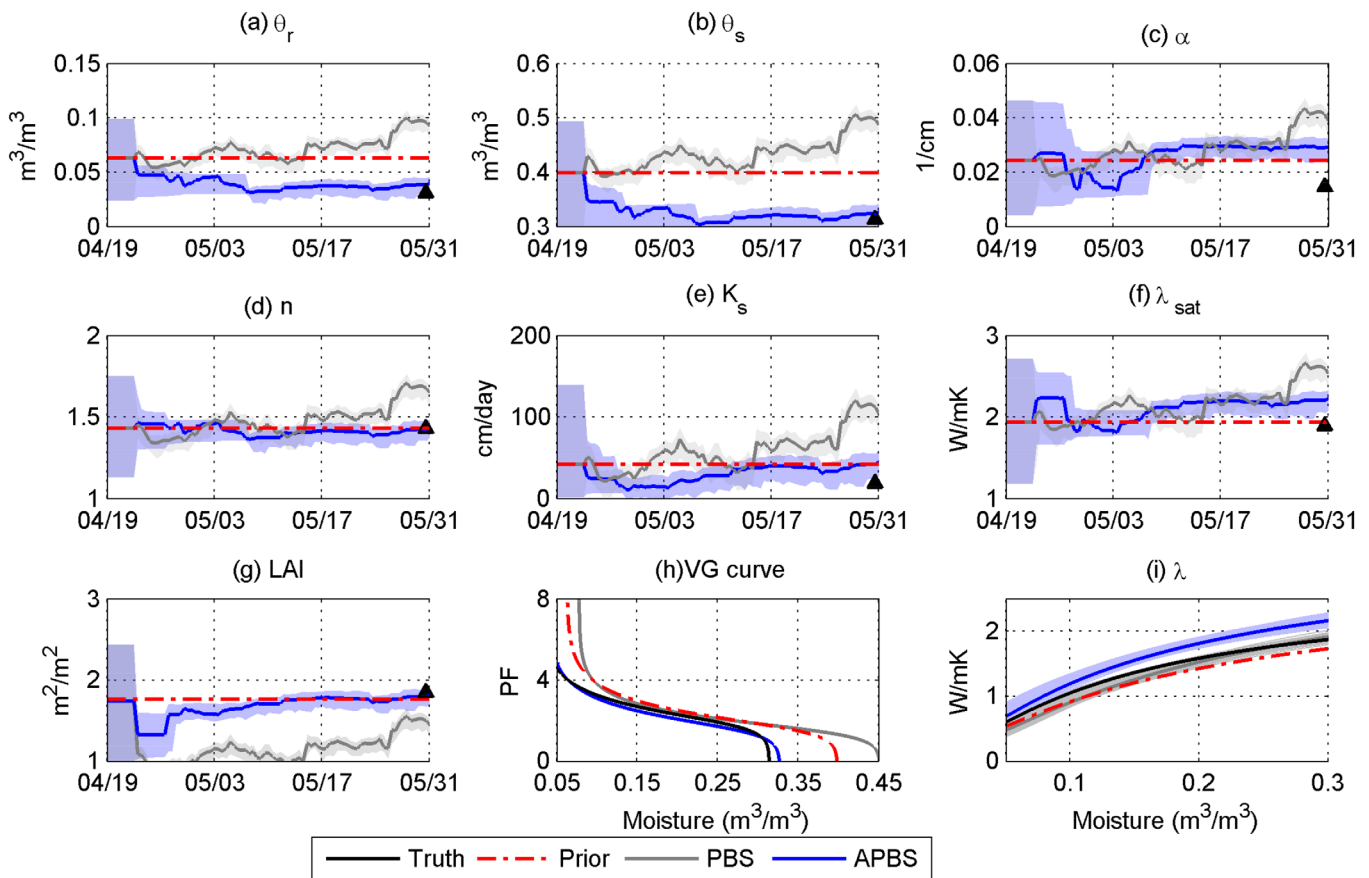 (a) θr
(b) θs
(c) α
m3/m3
0.15
0.1
0.05
0
04/19 05/03 05/17 05/31
m3/m3
0.6
0.5
0.4
0.3
04/19 05/03 05/17 05/31
1/cm
0.06
0.04
0.02
0
04/19 05/03 05/17 05/31
(d) n
(e) Ks
(f) λsat
2
1.5
1
04/19 05/03 05/17 05/31
cm/day
200
100
0
04/19 05/03 05/17 05/31
W/mK
3
2
1
04/19 05/03 05/17 05/31
(g) LAI
(h)VG curve
(i) λ
m2/m2
3
2
1
04/19 05/03 05/17 05/31
PF
8
4
0
0.05 0.15 0.25 0.35 0.45
Moisture (m3/m3)
W/mK
2
1
0
0.1 0.2 0.3
Moisture (m3/m3)
Truth Prior PBS APBS